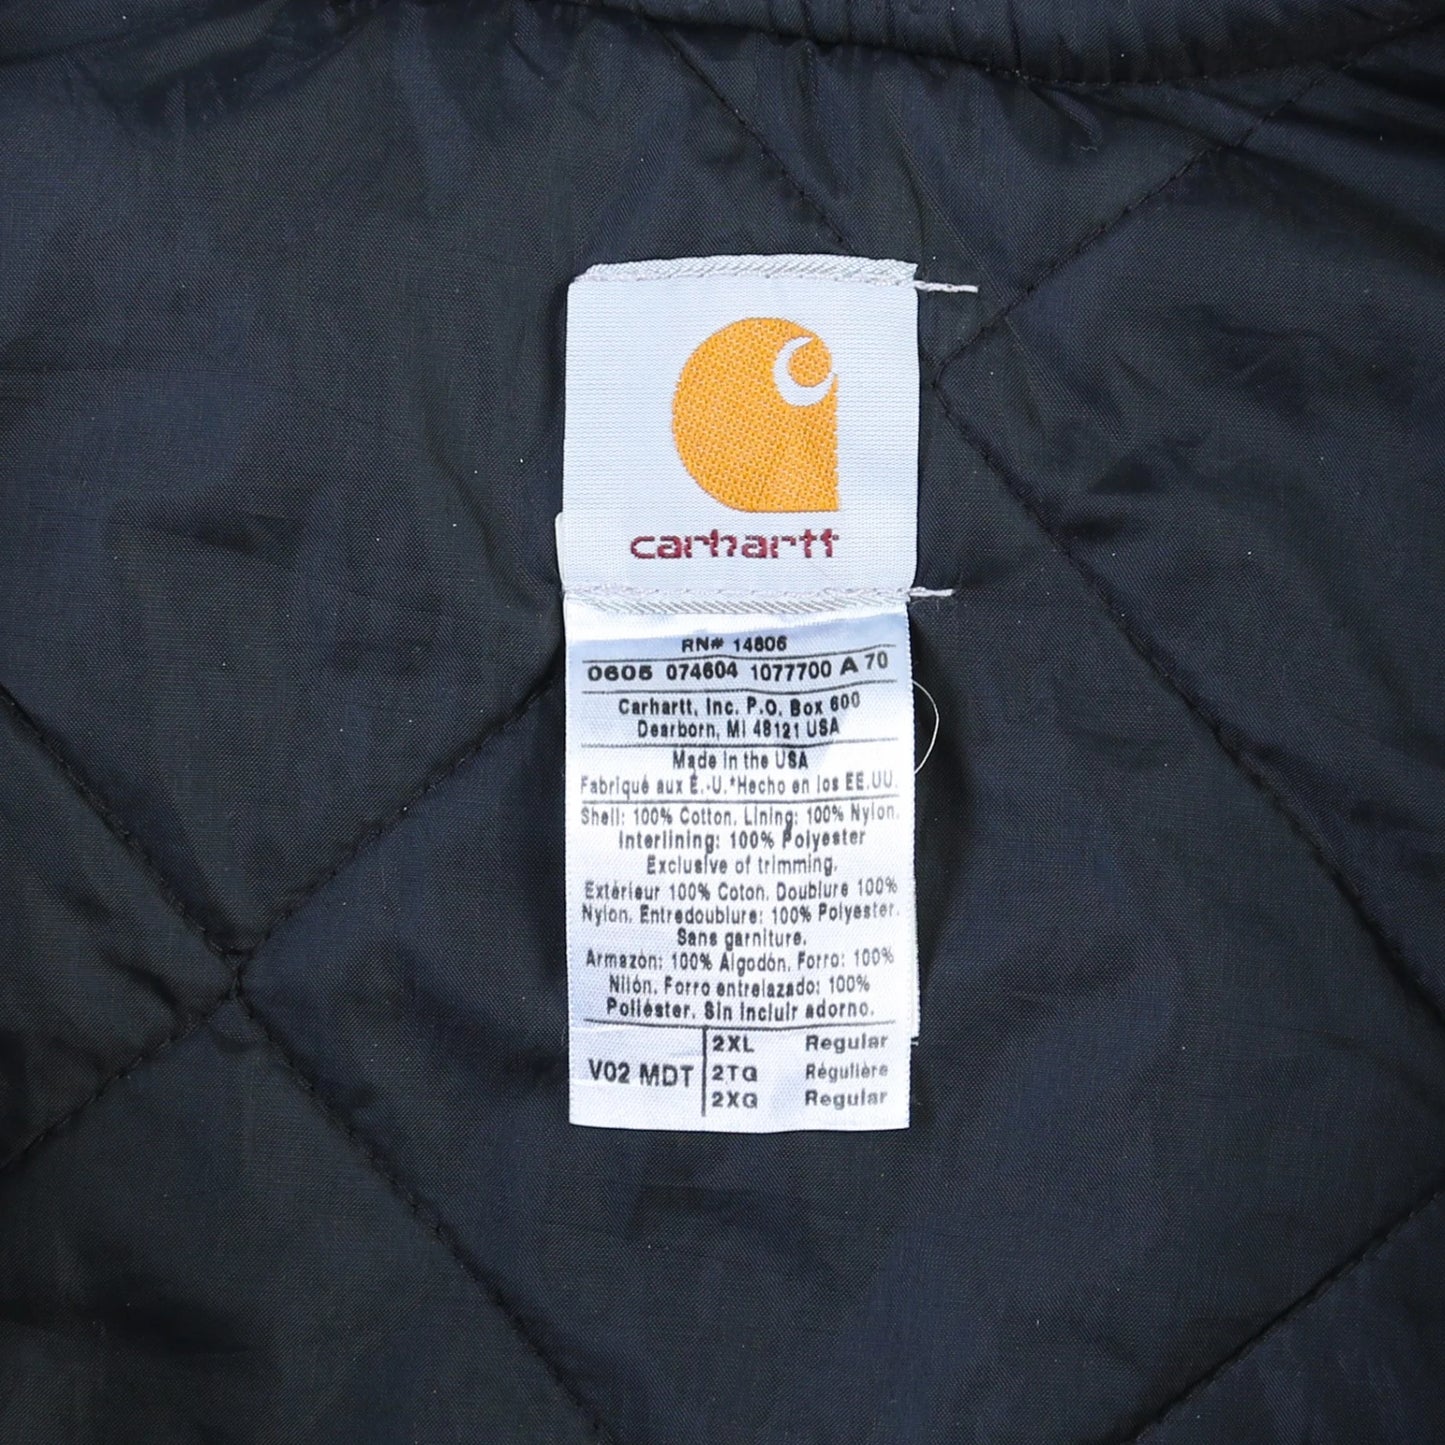 carhartt
RN# 14806
0605 074604 1077700 A 70
Carhartt, Inc. P.O. Box 600
Dearborn, MI 48121 USA
Made in the USA
Fabriqué aux É.-U.*Hecho en los EE.UU.
Shell: 100% Cotton. Lining: 100% Nylon.
Interlining: 100% Polyester
Exclusive of trimming.
Extérieur 100% Coton. Doublure 100%
Nylon. Entredoublure: 100% Polyester.
Sans garniture.
Armazón: 100% Algodón. Forro: 100%
Nilón. Forro entrelazado: 100%
Poliéster. Sin incluir adorno.
V02 MDT
2XL Regular
2TG Régulière
2XG Regular